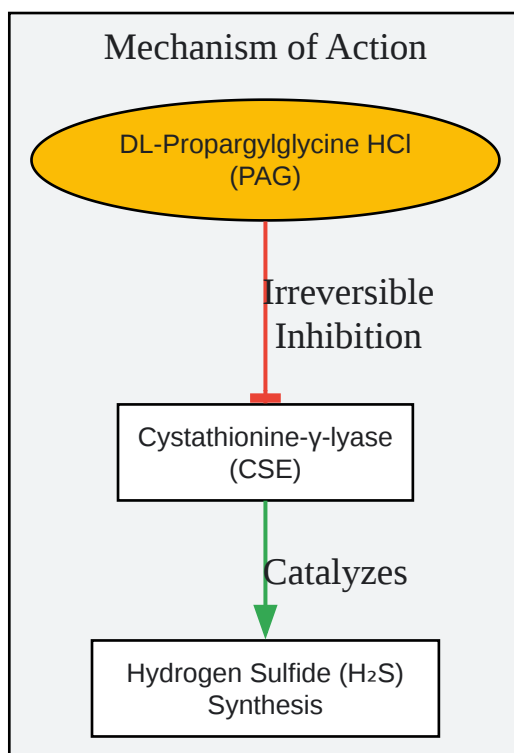 Mechanism of Action
DL-Propargylglycine HCl
(PAG)
Irreversible
Inhibition
Cystathionine-γ-lyase
(CSE)
Catalyzes
Hydrogen Sulfide (H₂S)
Synthesis